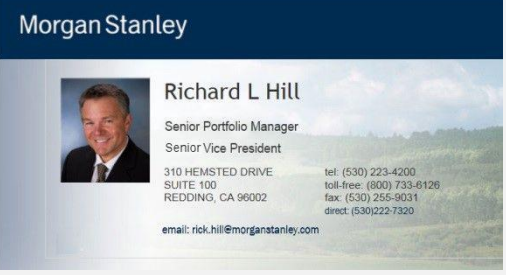 Morgan Stanley
Richard L Hill
Senior Portfolio Manager
Senior Vice President
310 HEMSTED DRIVE
SUITE 100
REDDING, CA 96002
tel: (530) 223-4200
toll-free: (800) 733-6126
fax: (530) 255-9031
direct: (530)222-7320
email: rick.hill@morganstanley.com